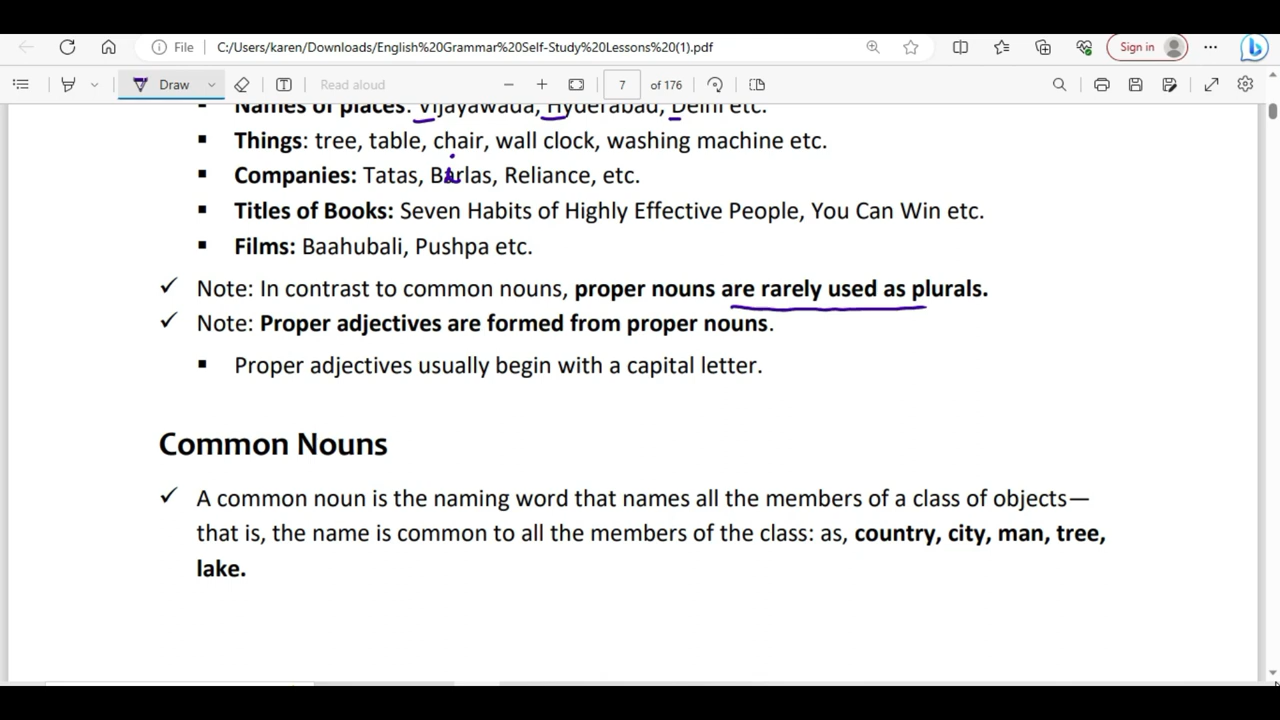 File C:/Users/karen/Downloads/English%20Grammar%20Self-Study%20Lessons%20(1).pdf Sign in
Draw Read aloud 7 of 176
Names of places: Vijayawada, Hyderabad, Delhi etc.
Things: tree, table, chair, wall clock, washing machine etc.
Companies: Tatas, Birlas, Reliance, etc.
Titles of Books: Seven Habits of Highly Effective People, You Can Win etc.
Films: Baahubali, Pushpa etc.
Note: In contrast to common nouns, proper nouns are rarely used as plurals.
Note: Proper adjectives are formed from proper nouns.
Proper adjectives usually begin with a capital letter.
Common Nouns
A common noun is the naming word that names all the members of a class of objects—
that is, the name is common to all the members of the class: as, country, city, man, tree,
lake.